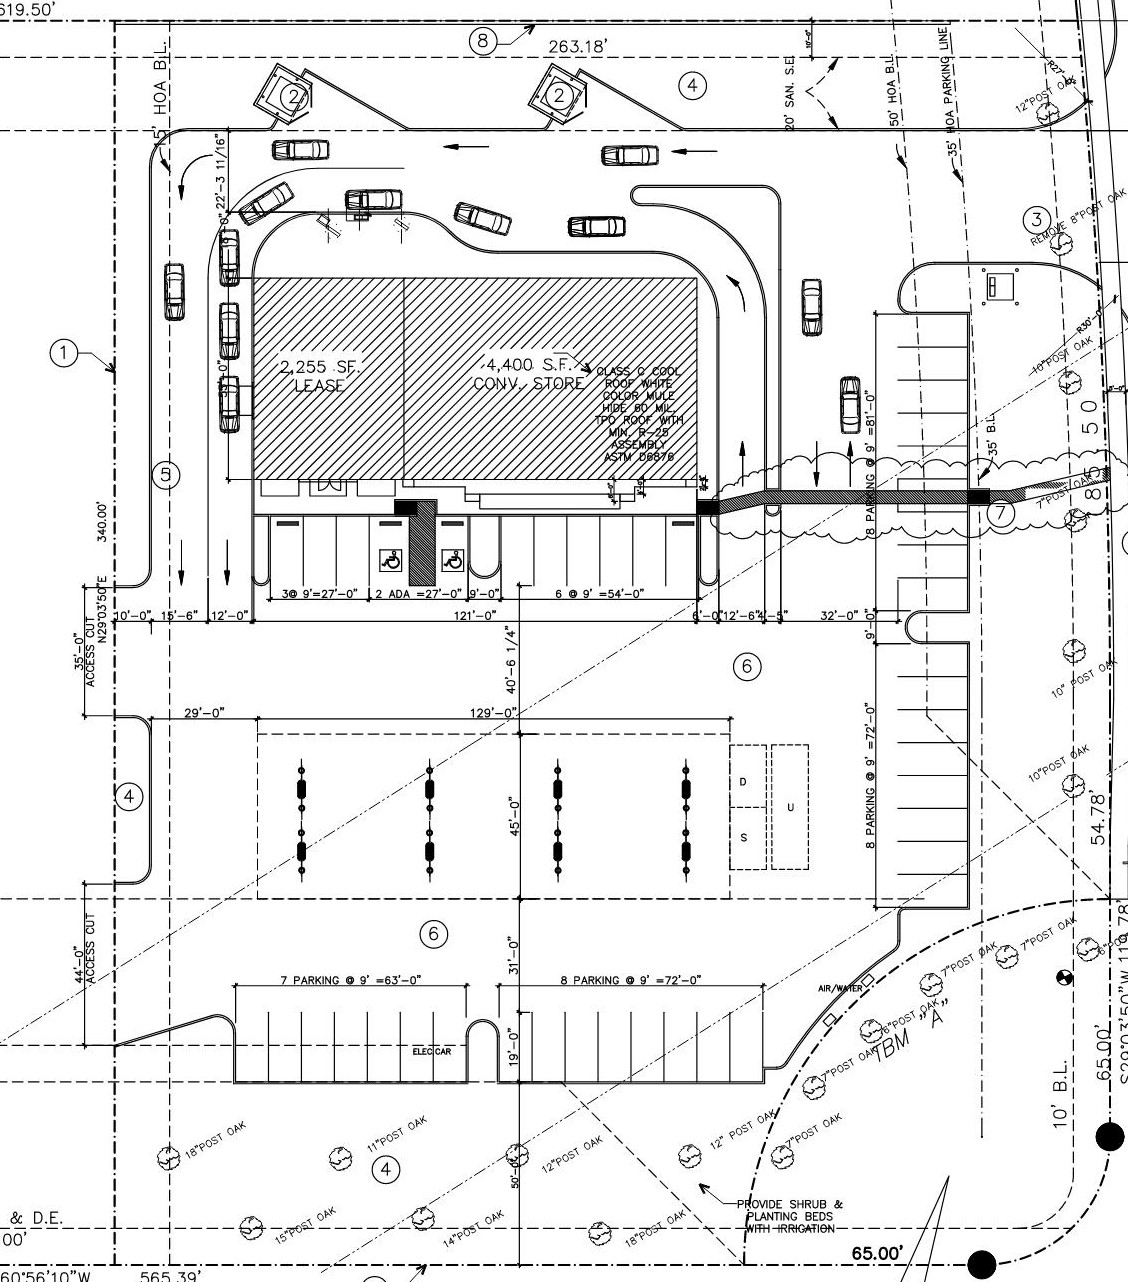 619.50'
8
263.18'
15' HOA B.L.
2
2
4
10'-0"
20' SAN. S.E.
50' HOA B.L.
35' HOA PARKING LINE
R27'
12"POST OAK
22'-3 11/16"
3
REMOVE 8"POST OAK
1
2,255 SF.
LEASE
4,400 S.F.
CONV. STORE
CLASS C COOL
ROOF WHITE
COLOR MULE
HIDE 60 MIL.
TPO ROOF WITH
MIN. R-25
ASSEMBLY
ASTM D6876
R30'-0"
10"POST OAK
8 PARKING @ 9' =81'-0"
35' B.L.
50
85
5
7
7"POST OAK
340.00'
N29°03'50"E
3@ 9'=27'-0"
2 ADA =27'-0"
9'-0"
6 @ 9'=54'-0"
10'-0"
15'-6"
12'-0"
121'-0"
6'-0"
12'-6"
4'-5"
32'-0"
9'-0"
35'-0"
ACCESS CUT
40'-6 1/4"
6
10" POST OAK
29'-0"
129'-0"
8 PARKING @ 9' =72'-0"
10"POST OAK
D
S
U
4
45'-0"
54.78'
44'-0"
ACCESS CUT
6
31'-0"
7 PARKING @ 9' =63'-0"
8 PARKING @ 9' =72'-0"
AIR/WATER
7"POST OAK
7"POST OAK
6"PO
S29°03'50"W 119.78'
ELEC CAR
19'-0"
8"POST OAK
TBM "A"
7"POST OAK
65.00'
10' B.L.
18"POST OAK
11"POST OAK
4
12"POST OAK
12" POST OAK
7"POST OAK
50'-0"
PROVIDE SHRUB &
PLANTING BEDS
WITH IRRIGATION
& D.E.
00'
15"POST OAK
14"POST OAK
18"POST OAK
65.00'
60°56'10"W
565.39'